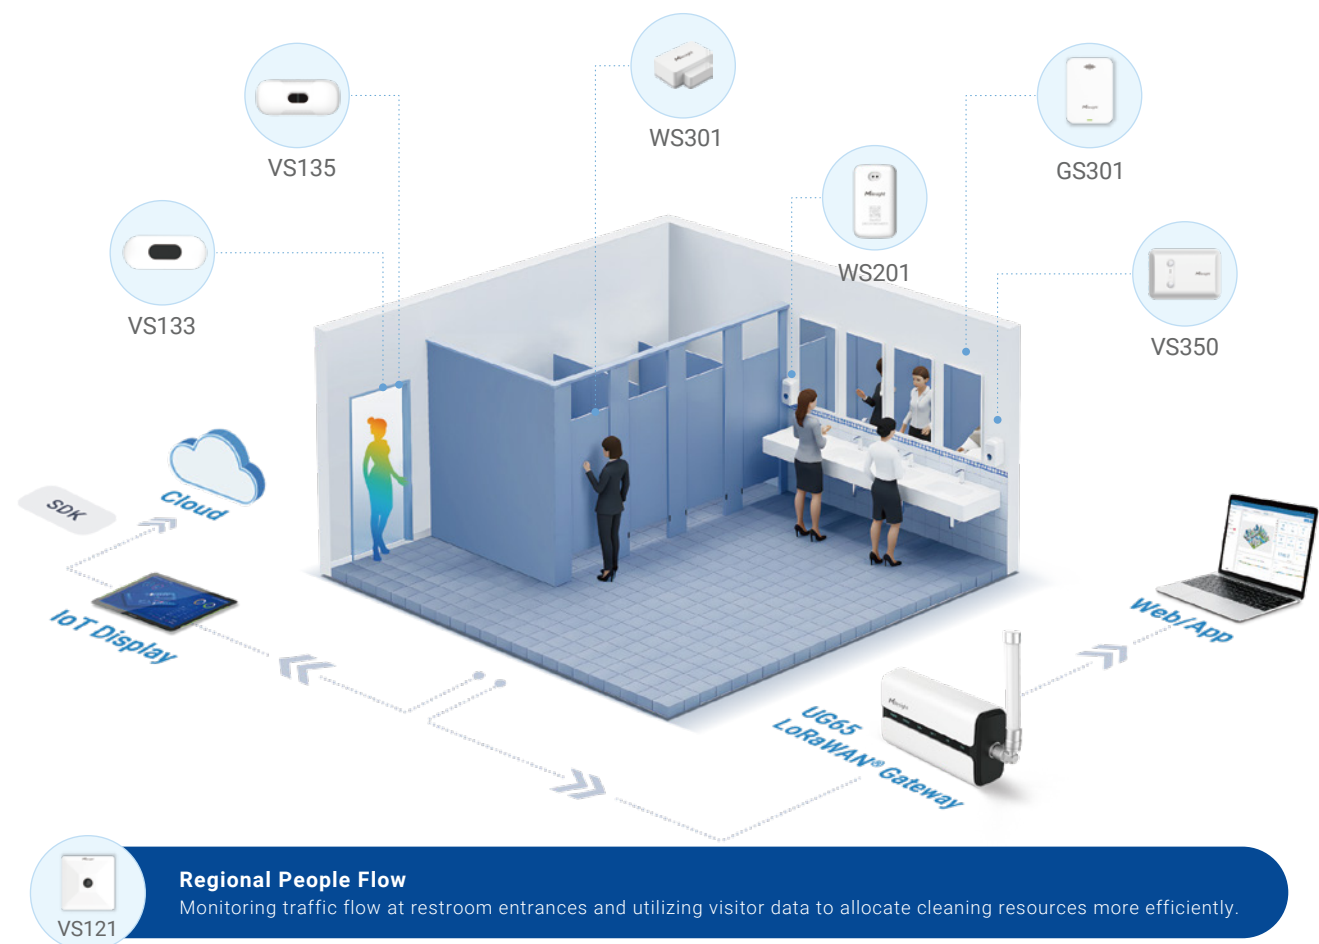 WS301
VS135
GS301
WS201
VS133
VS350
Cloud
SDK
IoT Display
Web/App
UG65
LoRaWAN® Gateway
Milesight
Regional People Flow
Monitoring traffic flow at restroom entrances and utilizing visitor data to allocate cleaning resources more efficiently.
VS121